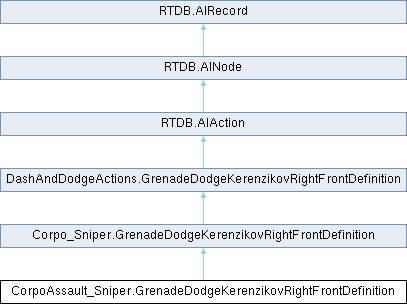 RTDB.AIRecord
RTDB.AINode
RTDB.AIAction
DashAndDodgeActions.GrenadeDodgeKerenzikovRightFrontDefinition
Corpo_Sniper.GrenadeDodgeKerenzikovRightFrontDefinition
CorpoAssault_Sniper.GrenadeDodgeKerenzikovRightFrontDefinition